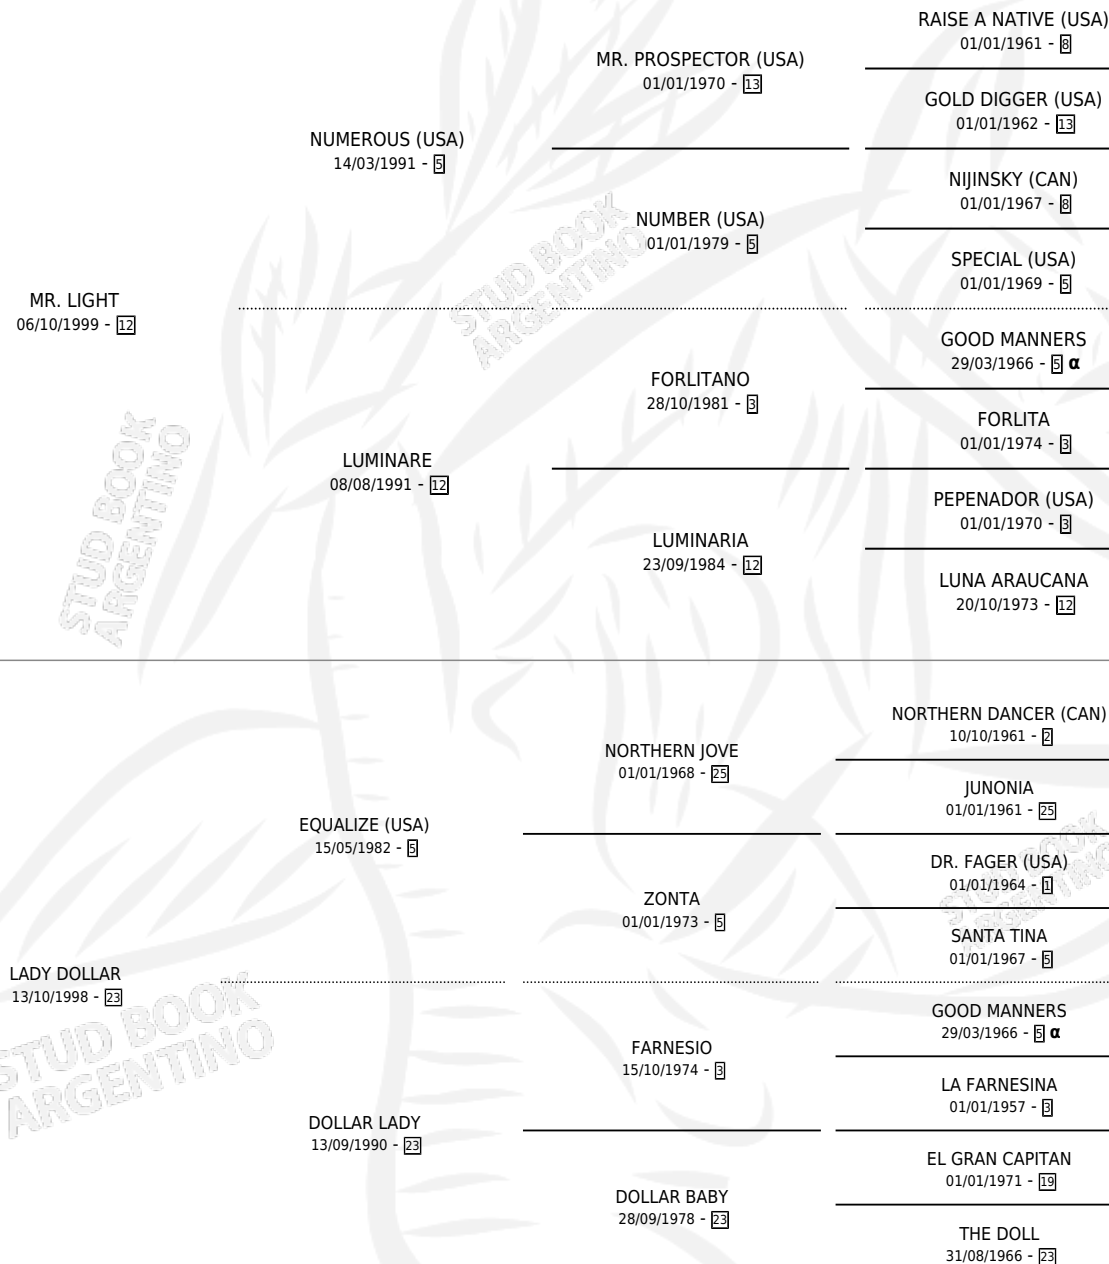 RAISE A NATIVE (USA)
01/01/1961 - 8
MR. PROSPECTOR (USA)
01/01/1970 - 13
GOLD DIGGER (USA)
01/01/1962 - 13
NUMEROUS (USA)
14/03/1991 - 5
NIJINSKY (CAN)
01/01/1967 - 8
NUMBER (USA)
01/01/1979 - 5
SPECIAL (USA)
01/01/1969 - 5
MR. LIGHT
06/10/1999 - 12
GOOD MANNERS
29/03/1966 - 5 α
FORLITANO
28/10/1981 - 3
FORLITA
01/01/1974 - 3
LUMINARE
08/08/1991 - 12
PEPENADOR (USA)
01/01/1970 - 3
LUMINARIA
23/09/1984 - 12
LUNA ARAUCANA
20/10/1973 - 12
NORTHERN DANCER (CAN)
10/10/1961 - 2
NORTHERN JOVE
01/01/1968 - 25
JUNONIA
01/01/1961 - 25
EQUALIZE (USA)
15/05/1982 - 5
DR. FAGER (USA)
01/01/1964 - 1
ZONTA
01/01/1973 - 5
SANTA TINA
01/01/1967 - 5
LADY DOLLAR
13/10/1998 - 23
GOOD MANNERS
29/03/1966 - 5 α
FARNESIO
15/10/1974 - 3
LA FARNESINA
01/01/1957 - 3
DOLLAR LADY
13/09/1990 - 23
EL GRAN CAPITAN
01/01/1971 - 19
DOLLAR BABY
28/09/1978 - 23
THE DOLL
31/08/1966 - 23
STUD BOOK
ARGENTINO
STUD BOOK
ARGENTINO
STUD BOOK
ARGENTINO
STUD BOOK
ARGENTINO